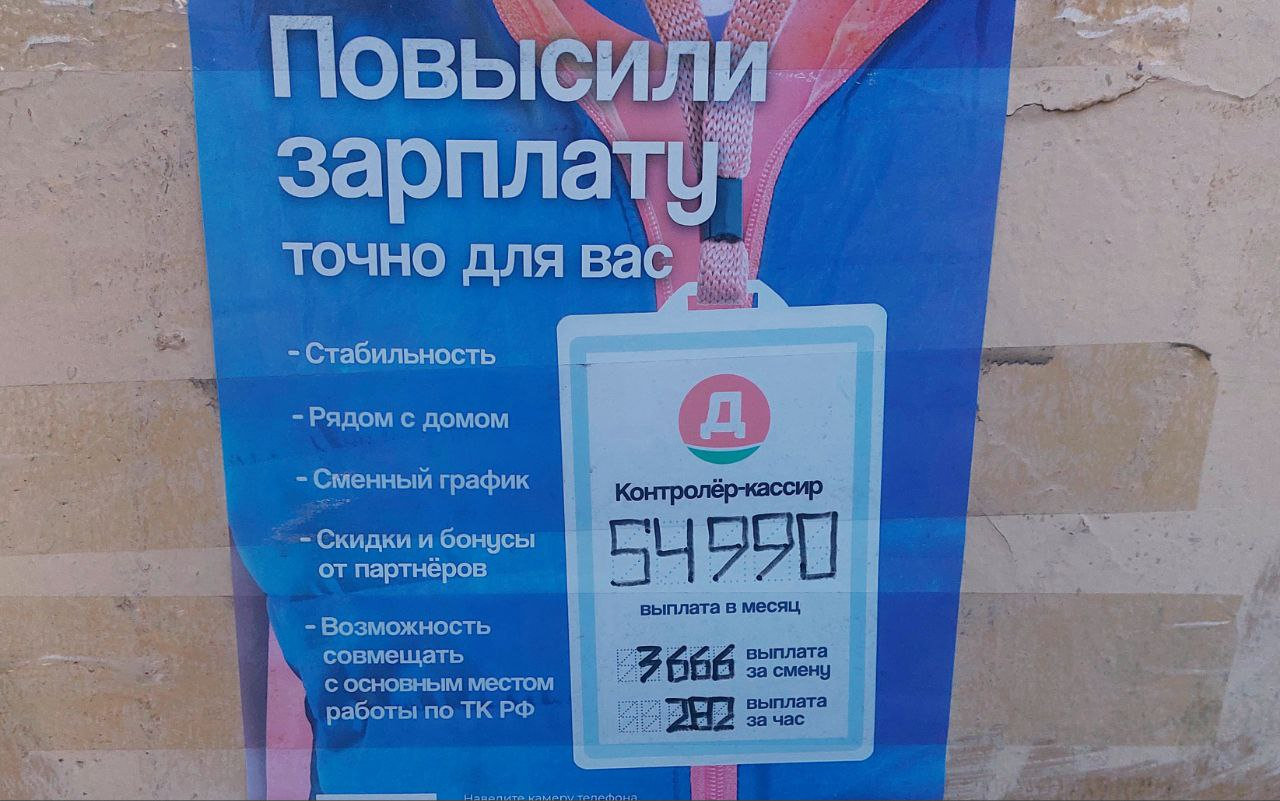 Повысили
зарплату
точно для вас
- Стабильность
- Рядом с домом
- Сменный график
- Скидки и бонусы
от партнёров
- Возможность
совмещать
с основным местом
работы по ТК РФ
Д
Контролёр-кассир
54990
выплата в месяц
3666 выплата
за смену
282 выплата
за час
Наведите камеру телефона